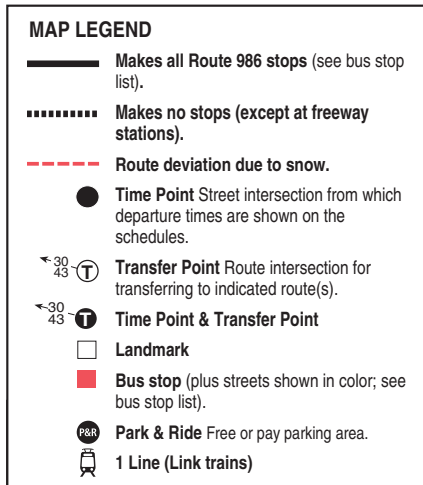 MAP LEGEND
Makes all Route 986 stops (see bus stop
list).
Makes no stops (except at freeway
stations).
Route deviation due to snow.
Time Point Street intersection from which
departure times are shown on the
schedules.
30
43 T Transfer Point Route intersection for
transferring to indicated route(s).
30
43 T Time Point & Transfer Point
Landmark
Bus stop (plus streets shown in color; see
bus stop list).
P&R Park & Ride Free or pay parking area.
1 Line (Link trains)